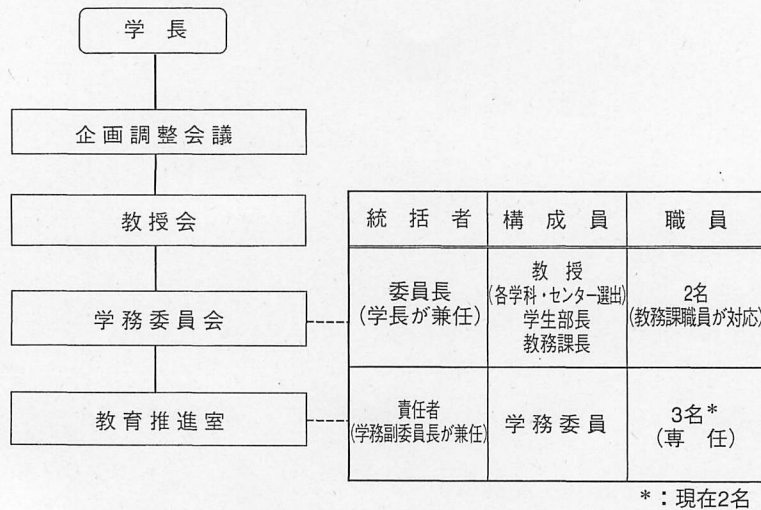 学長
企画調整会議
教授会
学務委員会
教育推進室
統括者 構成員 職員
委員長
(学長が兼任)
教授
(各学科・センター選出)
学生部長
教務課長
2名
(教務課職員が対応)
責任者
(学務副委員長が兼任)
学務委員
3名*
(専任)
*：現在2名